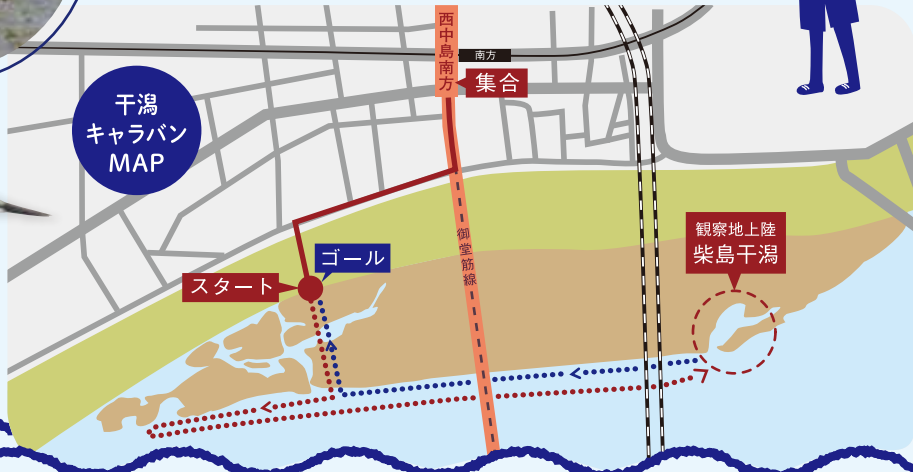 西中島南方
南方
集合
干潟
キャラバン
MAP
御堂筋線
観察地上陸
柴島干潟
ゴール
スタート